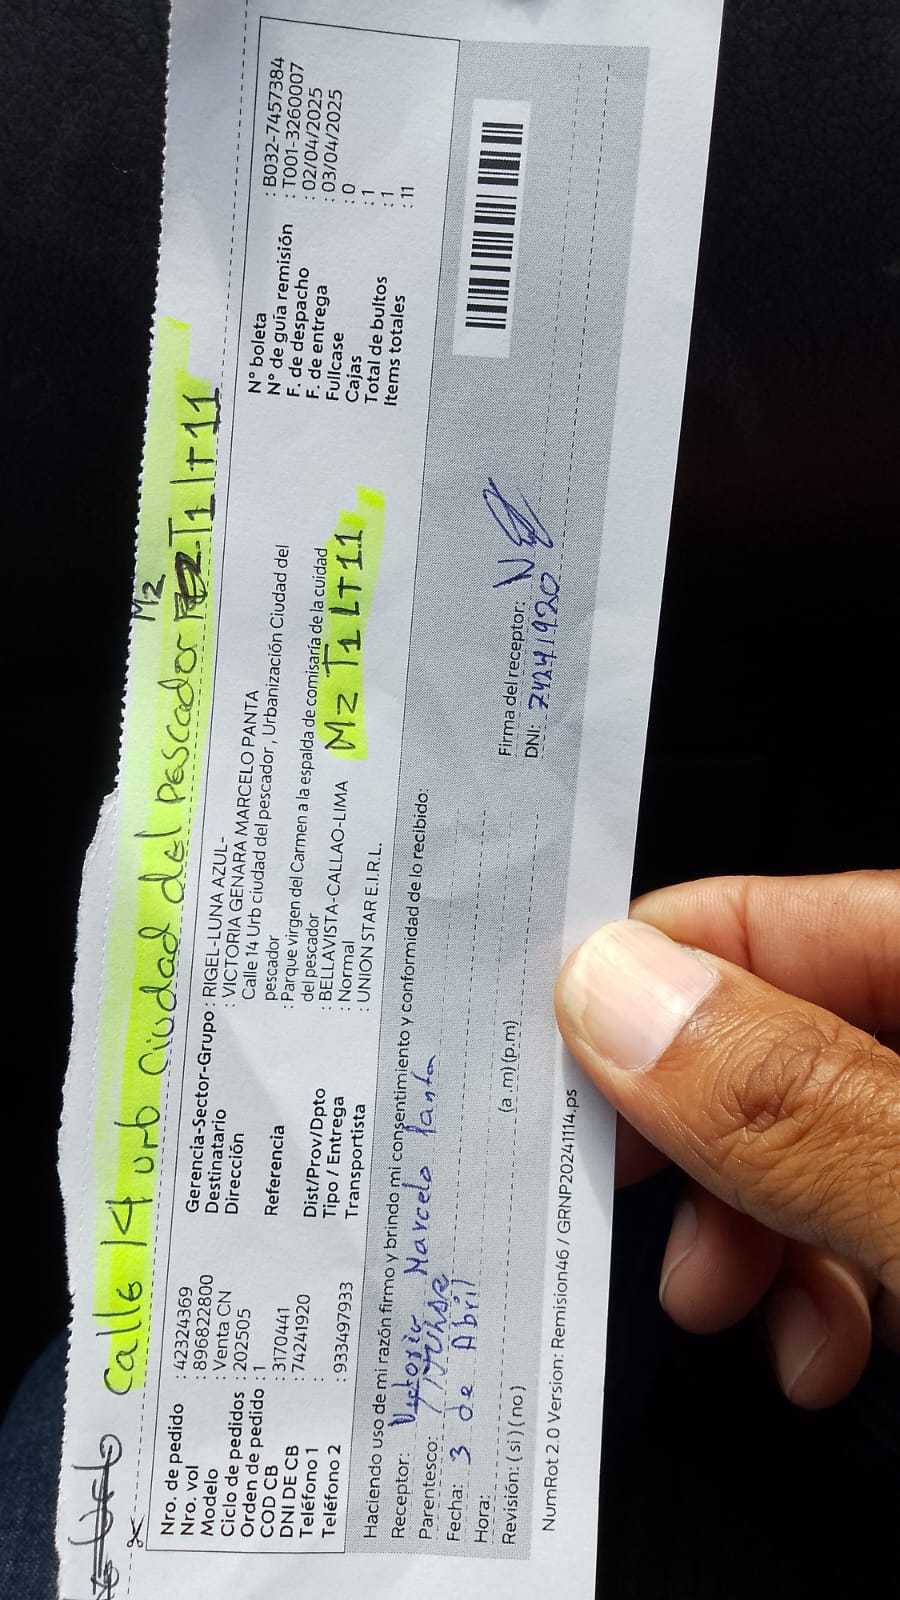 Calle 14 Urb Ciudad del Pescador T1 Lt 11
Mz
Nro. de pedido : 42324369
Nro. vol : 896822800
Modelo : Venta CN
Ciclo de pedidos : 202505
Orden de pedido : 1
COD CB : 3170441
DNI DE CB : 74241920
Teléfono 1 :
Teléfono 2 : 933497933
Gerencia-Sector-Grupo : RIGEL-LUNA AZUL-
Destinatario : VICTORIA GENARA MARCELO PANTA
Dirección Calle 14 Urb ciudad del pescador , Urbanización Ciudad del
pescador
Referencia : Parque virgen del Carmen a la espalda de comisaría de la cuidad
del pescador
Dist/Prov/Dpto : BELLAVISTA-CALLAO-LIMA
Tipo / Entrega : Normal
Transportista : UNION STAR E.I.R.L.
Mz T1 Lt 11
N° boleta : B032-7457384
N° de guía remisión : T001-3260007
F. de despacho : 02/04/2025
F. de entrega : 03/04/2025
Fullcase : 0
Cajas : 1
Total de bultos : 1
Items totales : 11
Haciendo uso de mi razón firmo y brindo mi consentimiento y conformidad de lo recibido:
Receptor: Victoria Marcelo Panta
Parentesco:
Fecha: 3 de Abril
Hora: (a .m) (p.m)
Revisión: ( si ) ( no )
Firma del receptor:
DNI: 74241920
NumRot 2.0 Version: Remision46 / GRNP20241114.ps